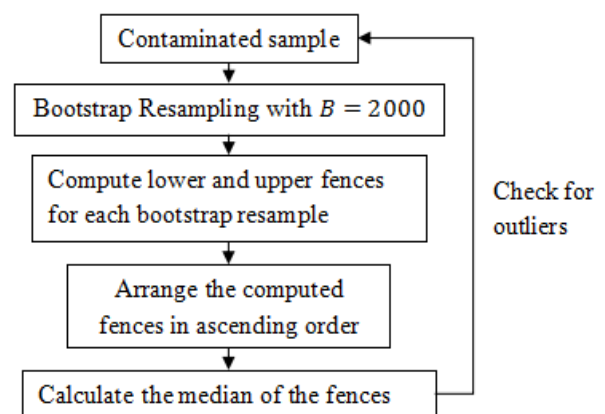 Contaminated sample
Bootstrap Resampling with B = 2000
Compute lower and upper fences
for each bootstrap resample
Check for
outliers
Arrange the computed
fences in ascending order
Calculate the median of the fences